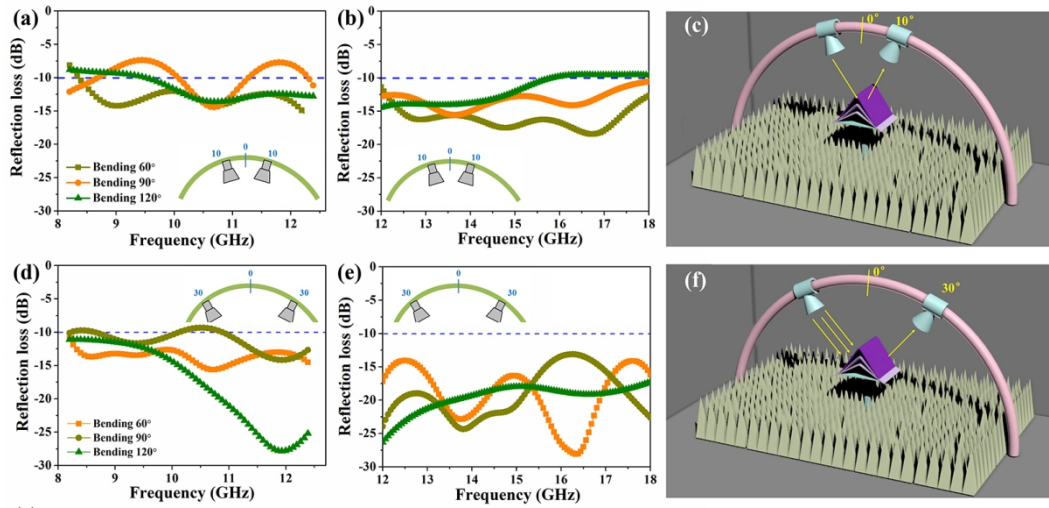 (a)
0
-5
-10
-15
-20
-25
-30
Reflection loss (dB)
Bending 60°
Bending 90°
Bending 120°
10 0 10
8 9 10 11 12
Frequency (GHz)
(b)
0
-5
-10
-15
-20
-25
-30
Reflection loss (dB)
10 0 10
12 13 14 15 16 17 18
Frequency (GHz)
(c)
0° 10°
(d)
0
-5
-10
-15
-20
-25
-30
Reflection loss (dB)
0
30 30
Bending 60°
Bending 90°
Bending 120°
8 9 10 11 12
Frequency (GHz)
(e)
0
-5
-10
-15
-20
-25
-30
Reflection loss (dB)
0
30 30
12 13 14 15 16 17 18
Frequency (GHz)
(f)
0°
30°